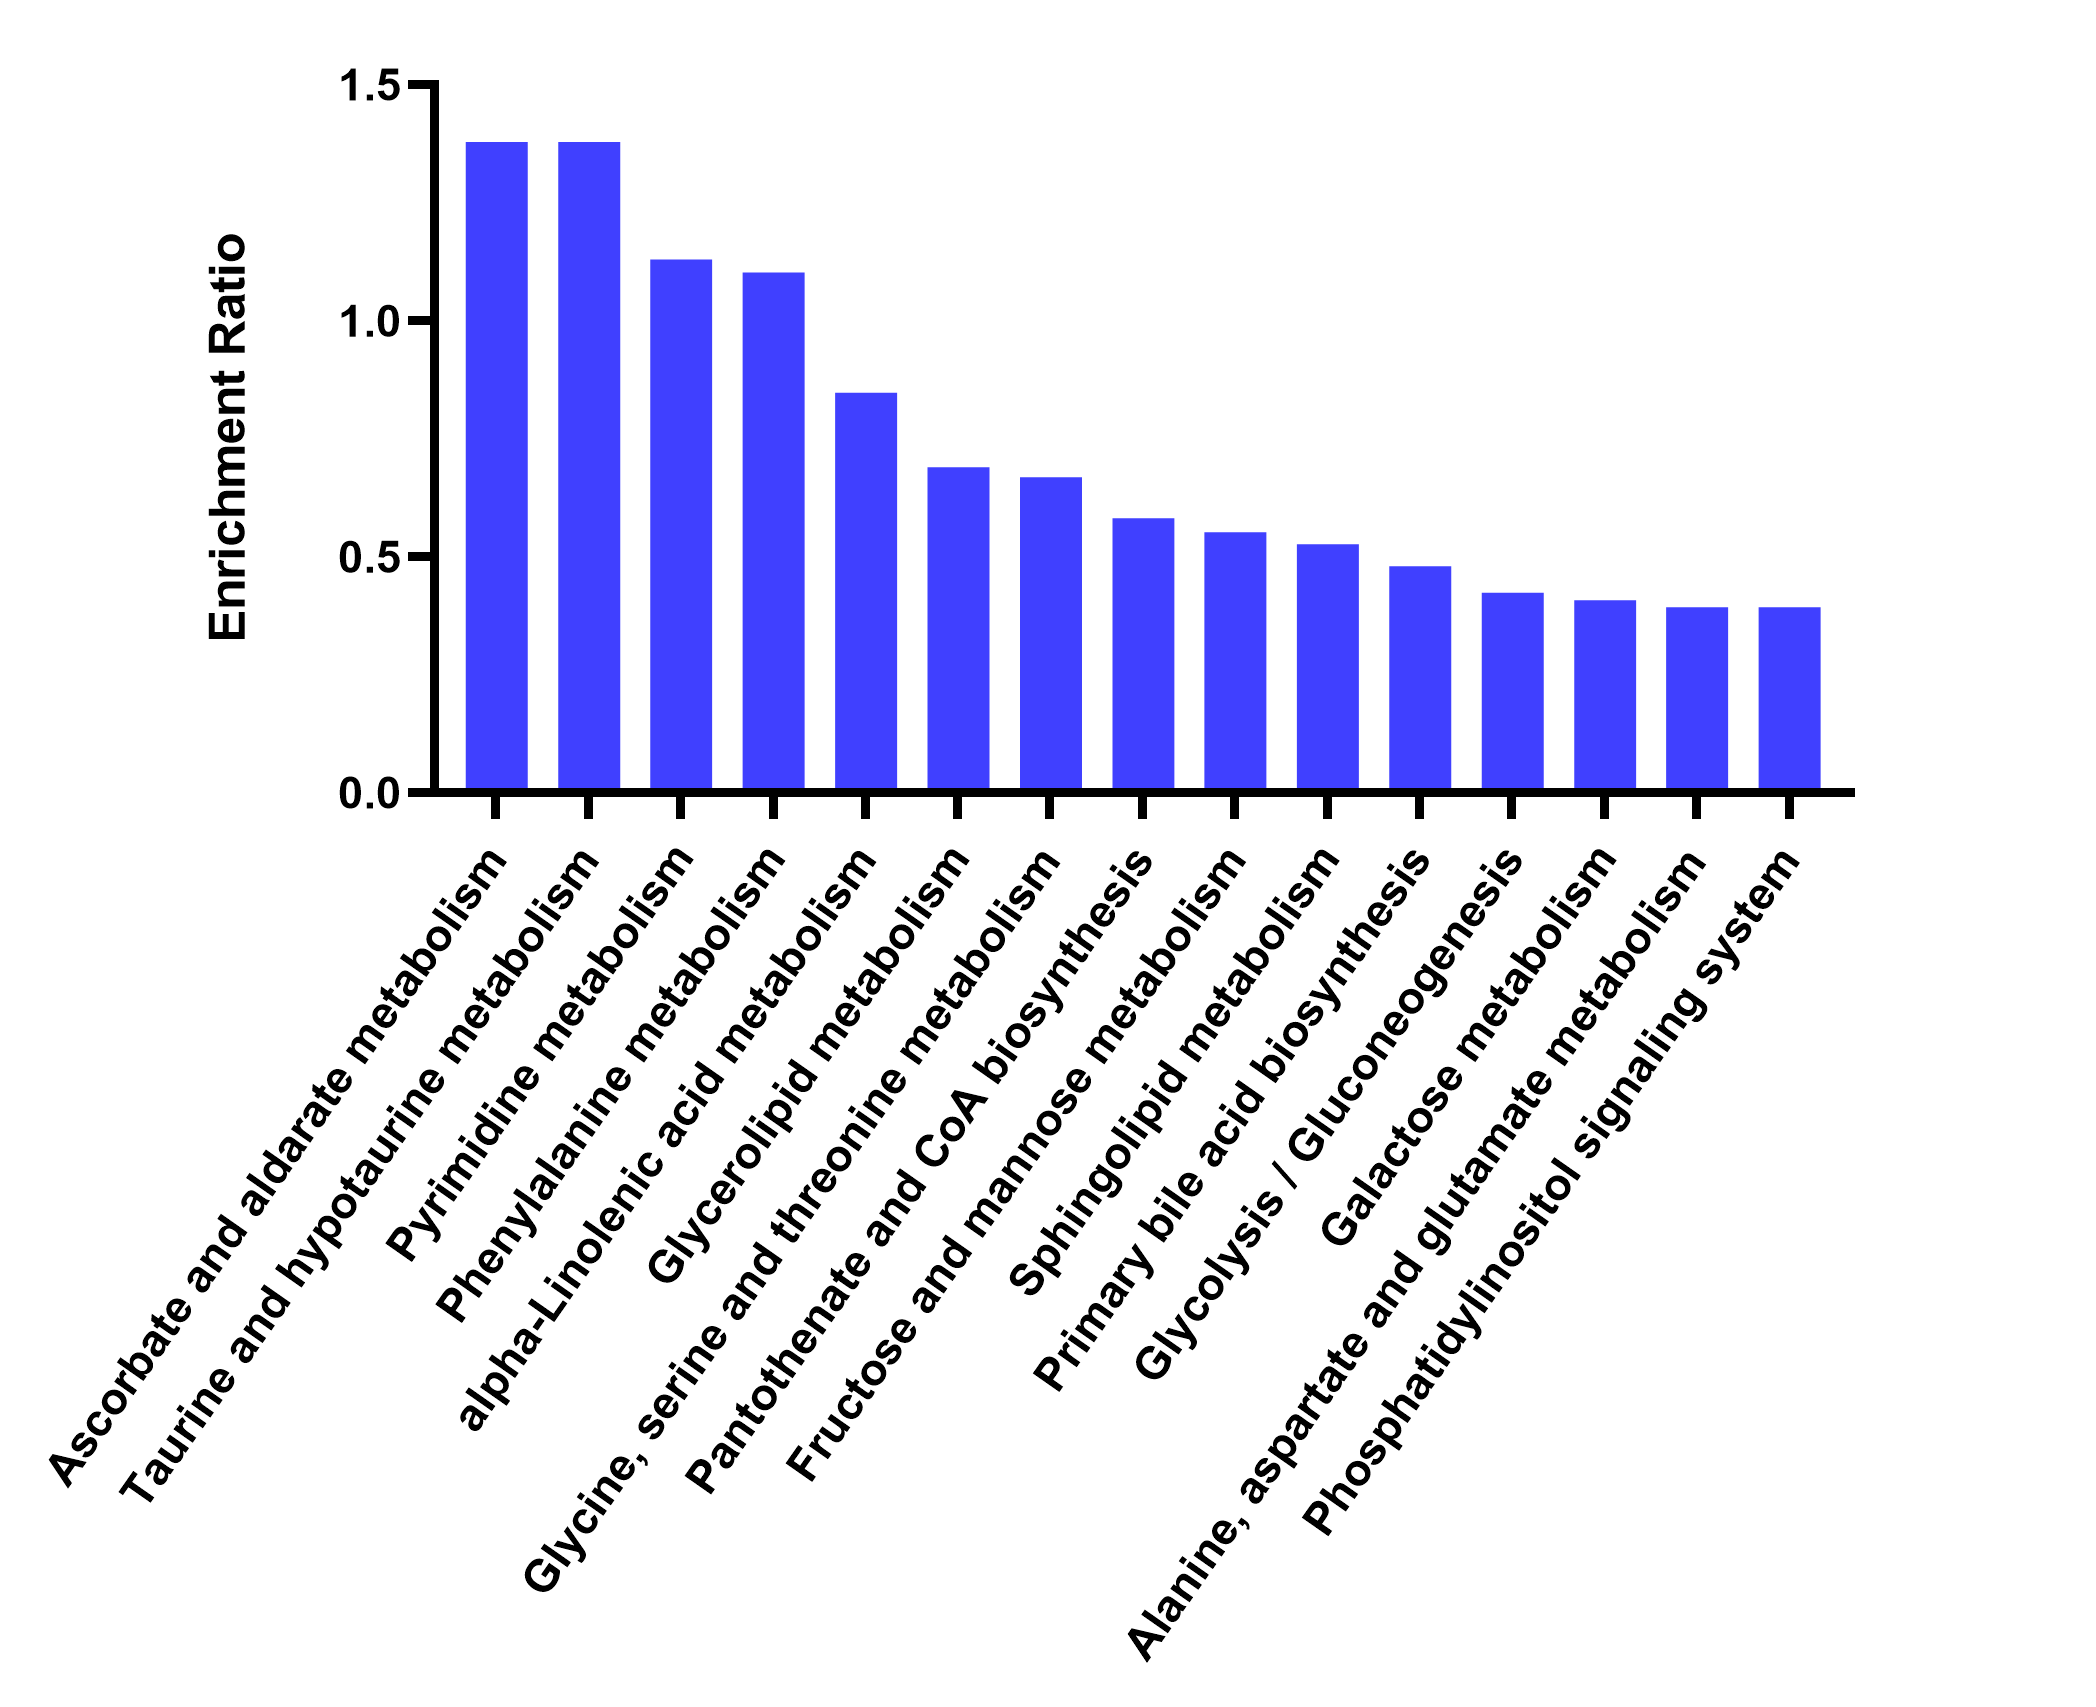 Enrichment Ratio
1.5
1.0
0.5
0.0
Ascorbate and aldarate metabolism
Taurine and hypotaurine metabolism
Pyrimidine metabolism
Phenylalanine metabolism
alpha-Linolenic acid metabolism
Glycerolipid metabolism
Glycine, serine and threonine metabolism
Pantothenate and CoA biosynthesis
Fructose and mannose metabolism
Sphingolipid metabolism
Primary bile acid biosynthesis
Glycolysis / Gluconeogenesis
Galactose metabolism
Alanine, aspartate and glutamate metabolism
Phosphatidylinositol signaling system